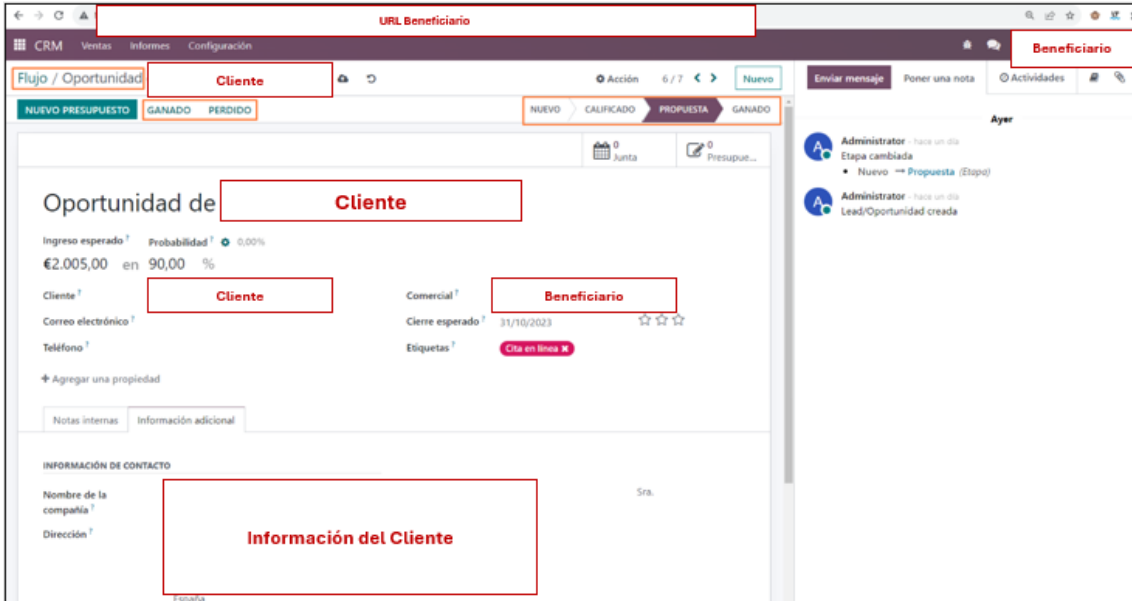 URL Beneficiario
CRM Ventas Informes Configuración
Beneficiario
Flujo / Oportunidad
Cliente
Acción 6 / 7 Nuevo
Enviar mensaje Poner una nota Actividades
NUEVO PRESUPUESTO GANADO PERDIDO
NUEVO CALIFICADO PROPUESTA GANADO
Ayer
0 Junta
0 Presupue...
Administrator - hace un día
Etapa cambiada
• Nuevo → Propuesta (Etapa)
Administrator - hace un día
Lead/Oportunidad creada
Oportunidad de Cliente
Ingreso esperado ? Probabilidad ? 0,00%
€2.005,00 en 90,00 %
Cliente ? Cliente
Comercial ? Beneficiario
Correo electrónico ?
Cierre esperado ? 31/10/2023
Teléfono ?
Etiquetas ? Cita en línea ✖
+ Agregar una propiedad
Notas internas Información adicional
INFORMACIÓN DE CONTACTO
Nombre de la
compañía ?
Sra.
Dirección ?
Información del Cliente
España